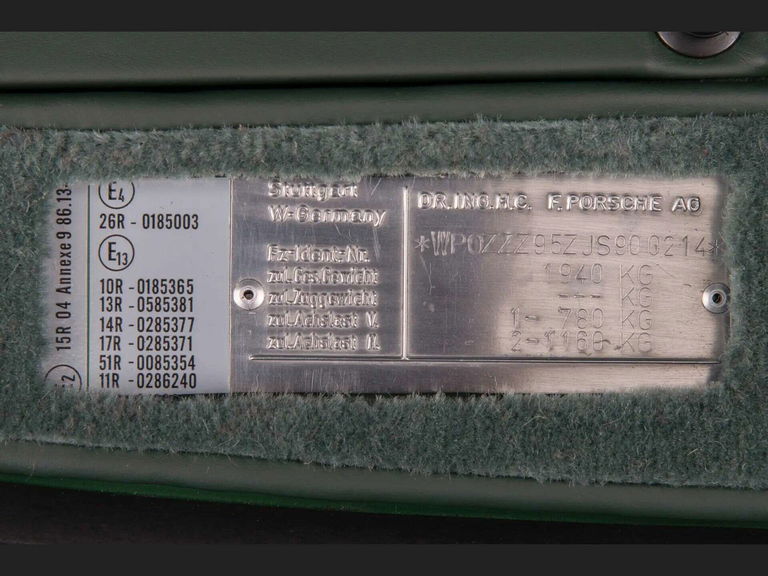 15R 04 Annexe 9 86.13
E4
26R - 0185003
E13
10R -0185365
13R -0585381
14R -0285377
17R -0285371
51R -0085354
11R -0286240
Stuttgart
W-Germany
Fz-Ident-Nr.
zul.Ges.Gewicht
zul.Zuggewicht
zul.Achslast V.
zul.Achslast H.
DR.ING.H.C. F.PORSCHE AG
*WP0ZZZ95ZJS900214*
1940 KG
--- KG
1- 780 KG
2-1160 KG